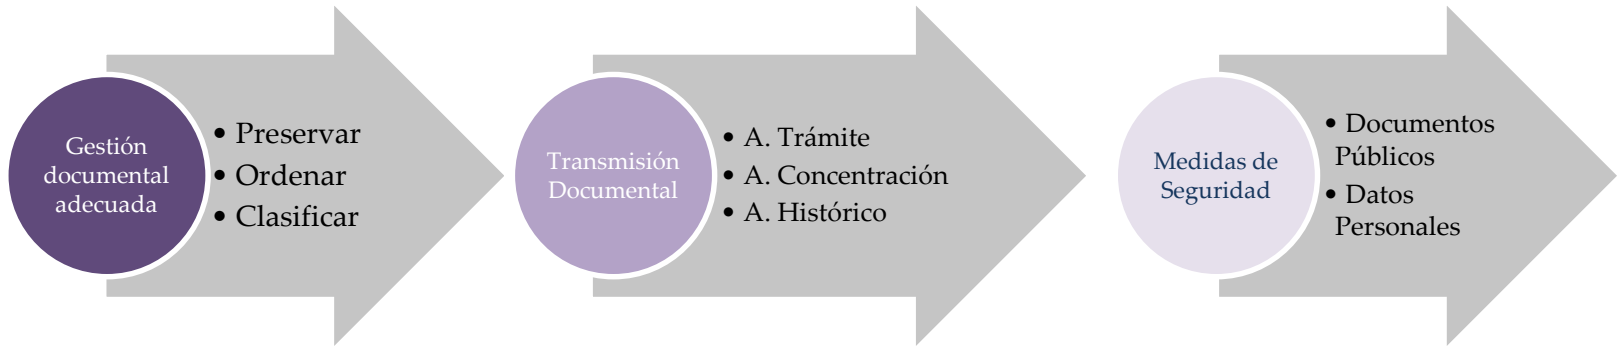 Gestión
documental
adecuada
• Preservar
• Ordenar
• Clasificar
Transmisión
Documental
• A. Trámite
• A. Concentración
• A. Histórico
Medidas de
Seguridad
• Documentos
Públicos
• Datos
Personales